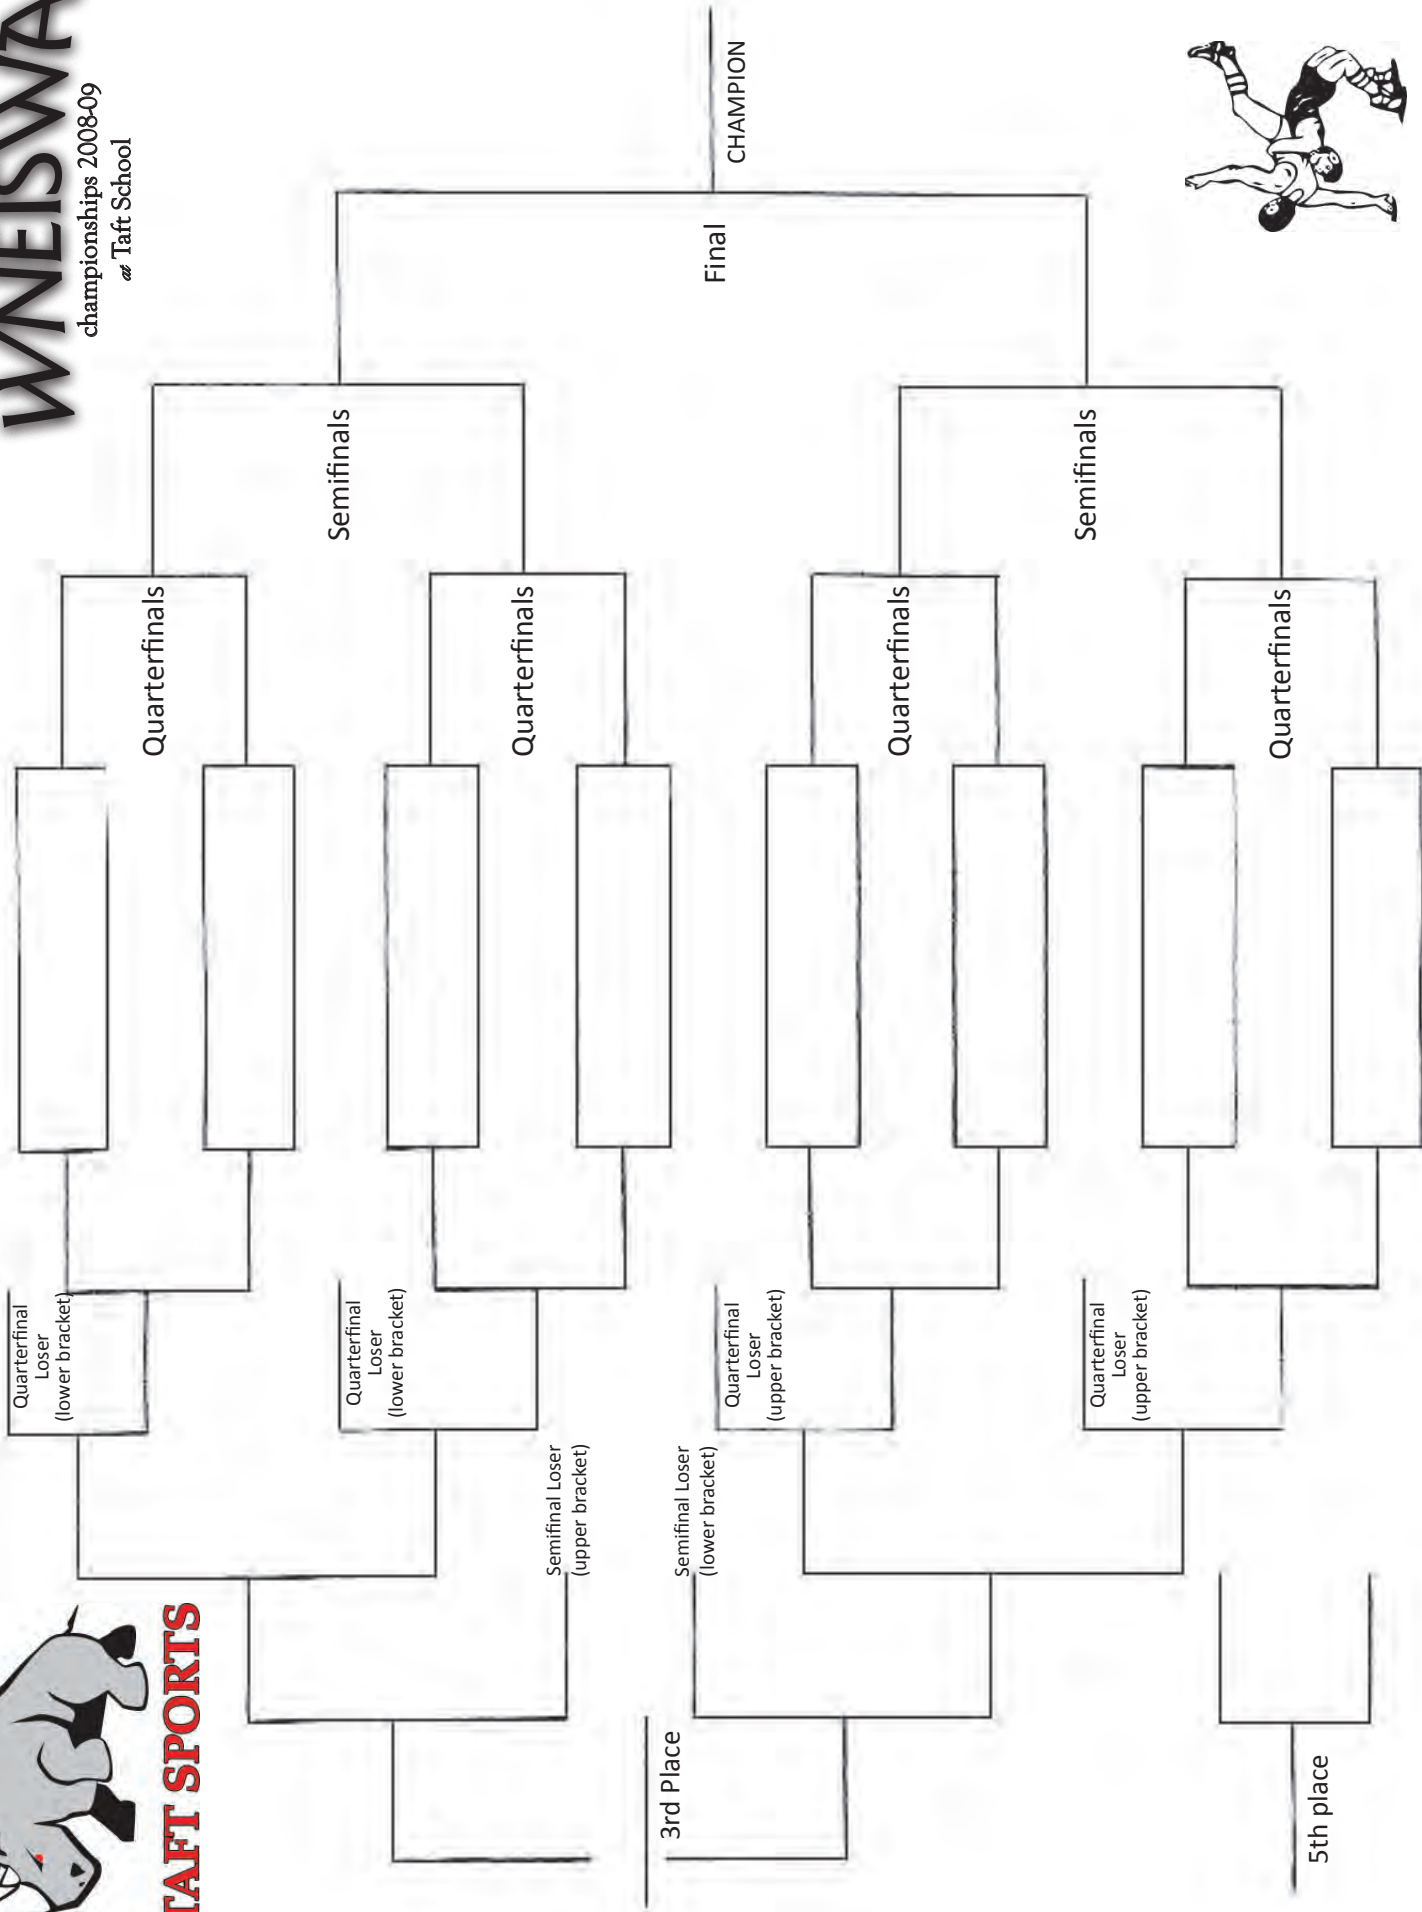 WNEISWA
championships 2008-09
at Taft School
CHAMPION
Final
Semifinals
Semifinals
Quarterfinals
Quarterfinals
Quarterfinals
Quarterfinals
Quarterfinal
Loser
(lower bracket)
Quarterfinal
Loser
(lower bracket)
Quarterfinal
Loser
(upper bracket)
Quarterfinal
Loser
(upper bracket)
Semifinal Loser
(upper bracket)
Semifinal Loser
(lower bracket)
3rd Place
5th place
TAFT SPORTS